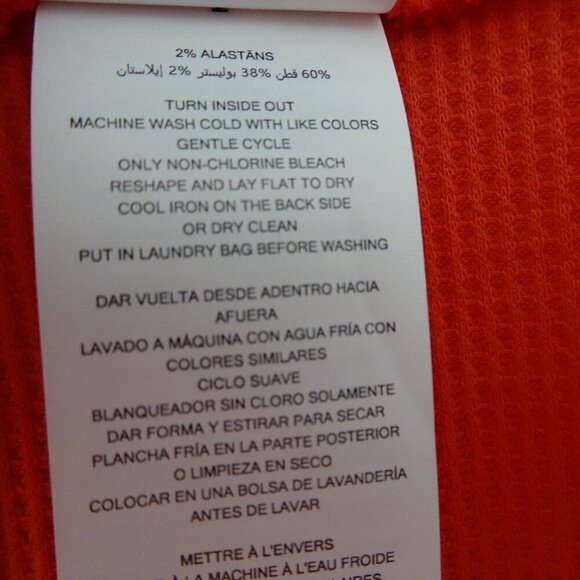 2% ALASTĀNS
60% قطن 38% بوليستر 2% إيلاستان
TURN INSIDE OUT
MACHINE WASH COLD WITH LIKE COLORS
GENTLE CYCLE
ONLY NON-CHLORINE BLEACH
RESHAPE AND LAY FLAT TO DRY
COOL IRON ON THE BACK SIDE
OR DRY CLEAN
PUT IN LAUNDRY BAG BEFORE WASHING
DAR VUELTA DESDE ADENTRO HACIA
AFUERA
LAVADO A MÁQUINA CON AGUA FRÍA CON
COLORES SIMILARES
CICLO SUAVE
BLANQUEADOR SIN CLORO SOLAMENTE
DAR FORMA Y ESTIRAR PARA SECAR
PLANCHA FRÍA EN LA PARTE POSTERIOR
O LIMPIEZA EN SECO
COLOCAR EN UNA BOLSA DE LAVANDERÍA
ANTES DE LAVAR
METTRE À L'ENVERS
À LA MACHINE À L'EAU FROIDE